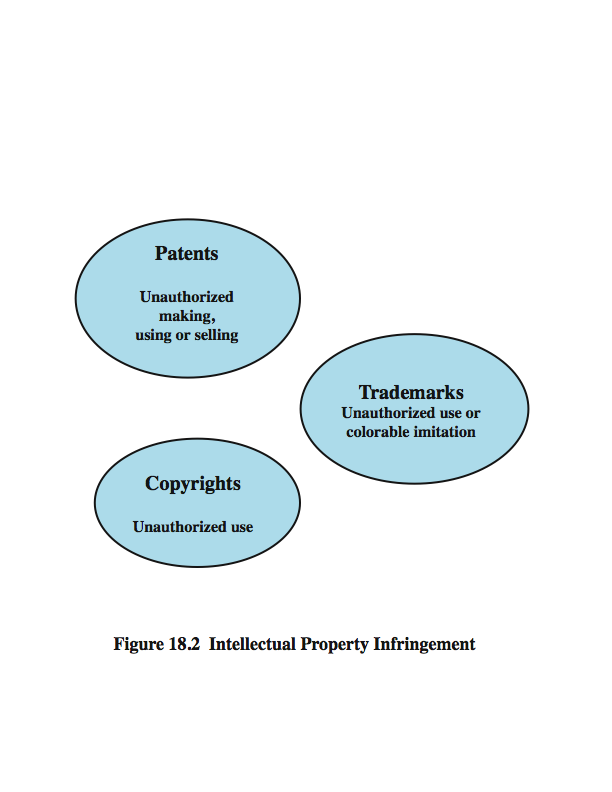 Patents
Unauthorized
making,
using or selling
Trademarks
Unauthorized use or
colorable imitation
Copyrights
Unauthorized use
Figure 18.2  Intellectual Property Infringement